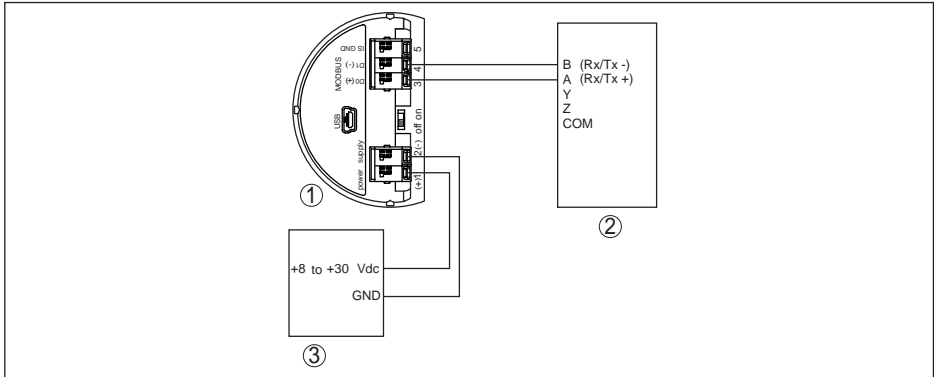 IS GND
D1 (-)
D0 (+)
MODBUS
USB
power supply
5
4
3
off on
2(-)
(+)1
①
B (Rx/Tx -)
A (Rx/Tx +)
Y
Z
COM
②
+8 to +30 Vdc
GND
③